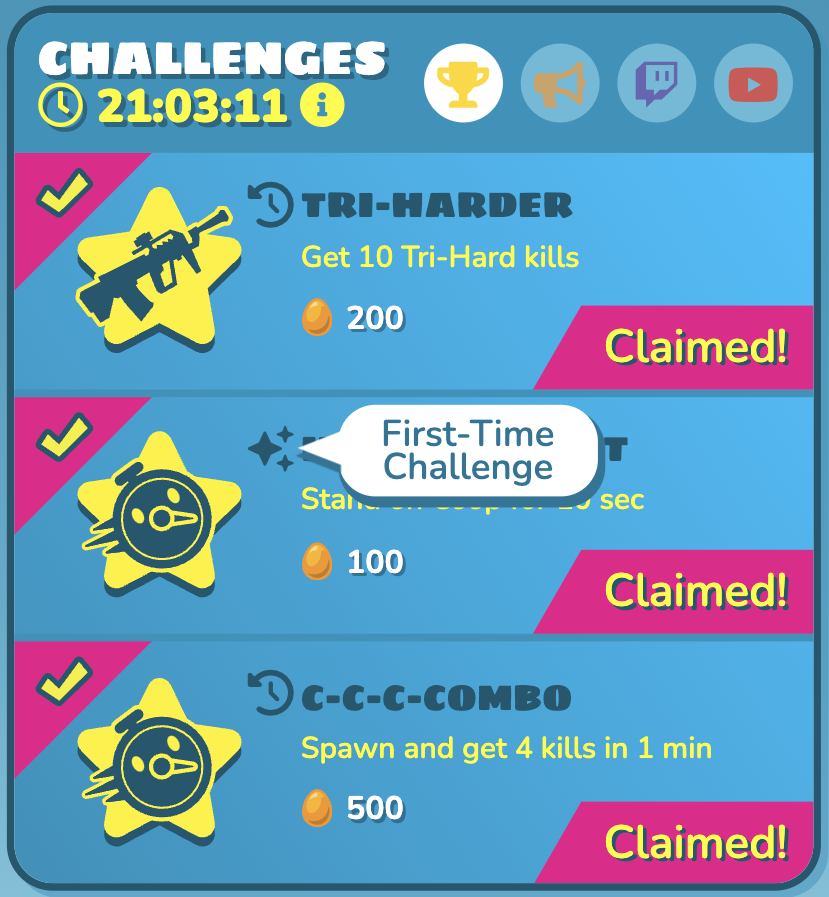 CHALLENGES
21:03:11 i
TRI-HARDER
Get 10 Tri-Hard kills
200
Claimed!
First-Time
Challenge
sec
100
Claimed!
C-C-C-COMBO
Spawn and get 4 kills in 1 min
500
Claimed!